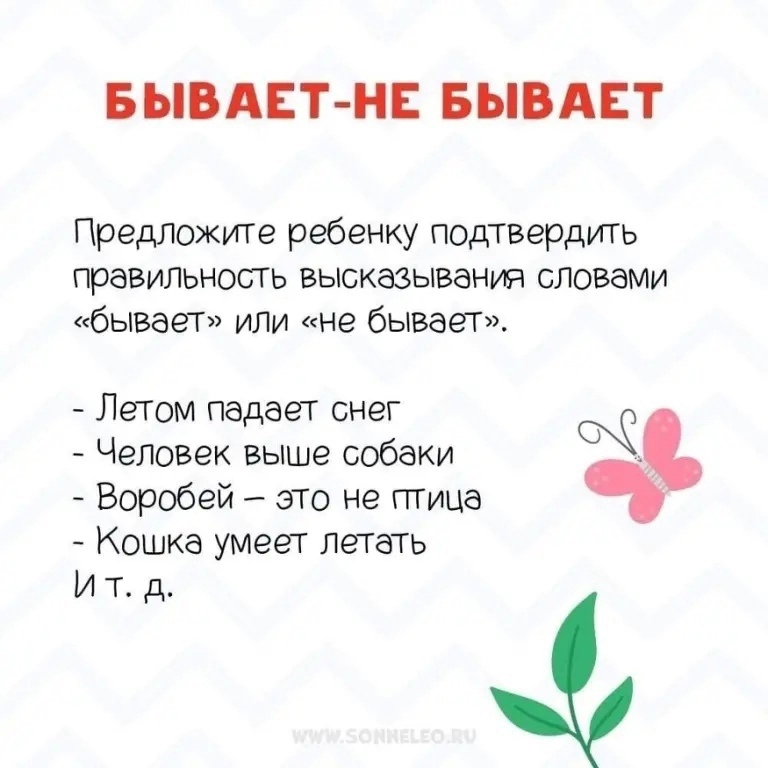 БЫВАЕТ-НЕ БЫВАЕТ
Предложите ребенку подтвердить
правильность высказывания словами
«бывает» или «не бывает».
- Летом падает снег
- Человек выше собаки
- Воробей – это не птица
- Кошка умеет летать
И т. д.
WWW.SONNELEO.RU